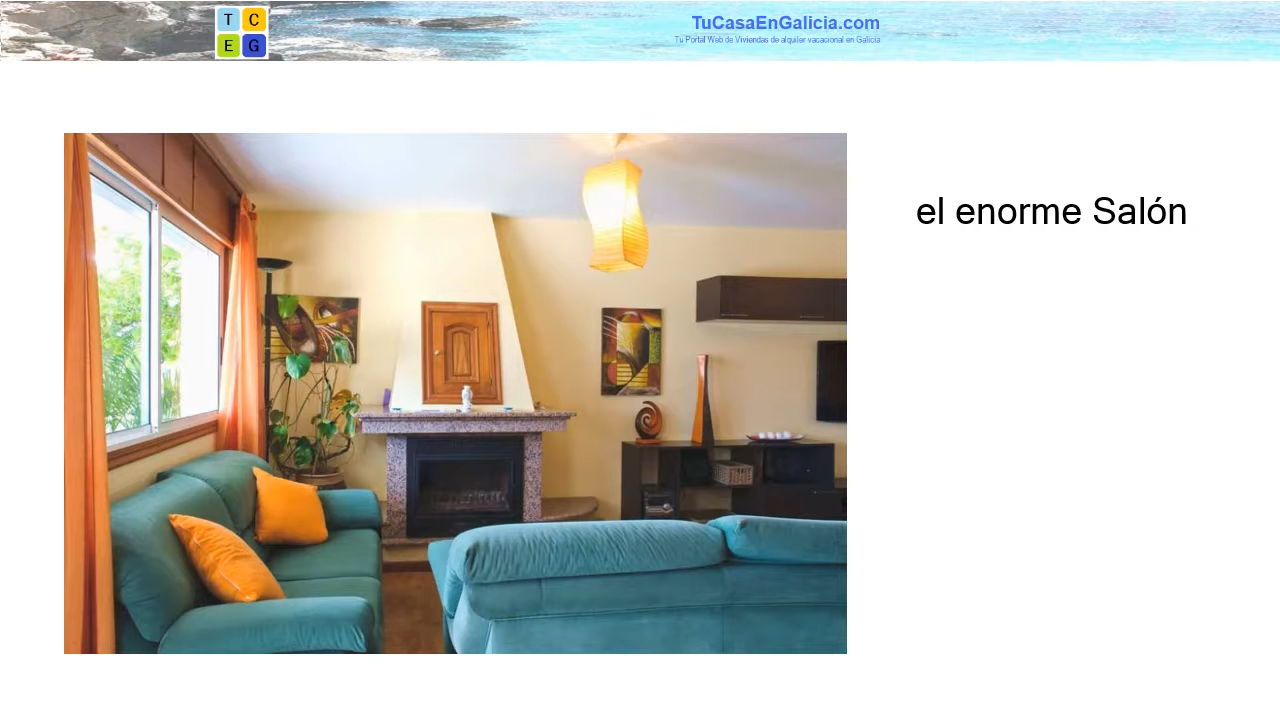 T C
E G
TuCasaEnGalicia.com
Tu Portal Web de Viviendas de alquiler vacacional en Galicia
el enorme Salón